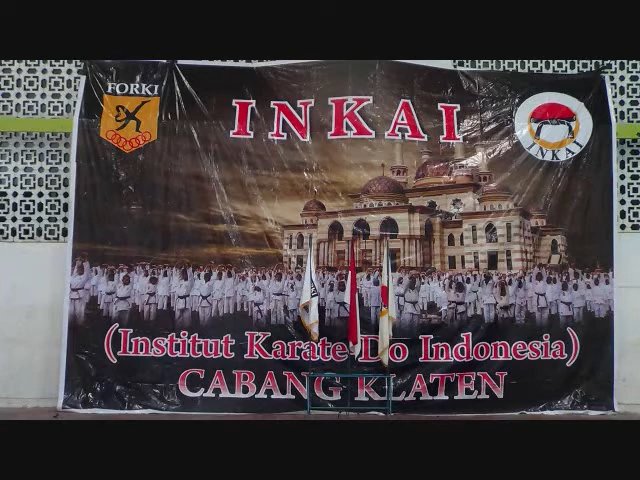 FORKI
INKAI
INKAI
(Institut Karate-Do Indonesia)
CABANG KLATEN